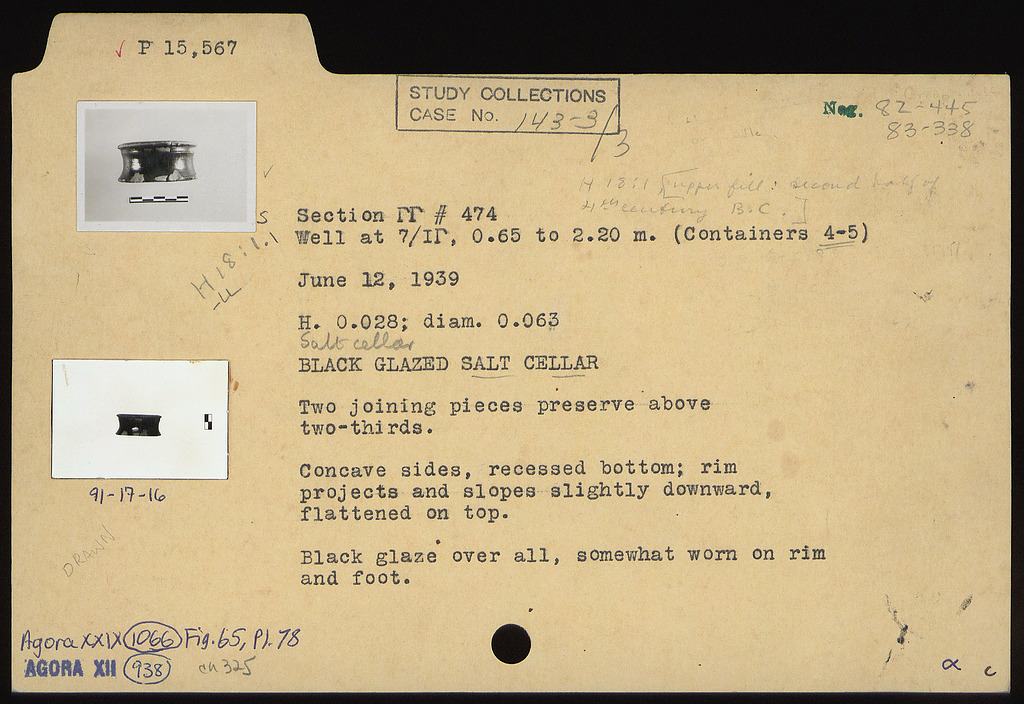 ✓ P 15,567
STUDY COLLECTIONS
CASE No. 143-3/3
Neg. 82-445
83-338
H 18:1 [upper fill: second half of
4th century B.C.]
S
Section ΓΓ # 474
Well at 7/ΙΓ, 0.65 to 2.20 m. (Containers 4-5)
H 18:1.1
-U
June 12, 1939
H. 0.028; diam. 0.063
Salt cellar
BLACK GLAZED SALT CELLAR
Two joining pieces preserve above
two-thirds.
Concave sides, recessed bottom; rim
projects and slopes slightly downward,
flattened on top.
91-17-16
DRAWN
Black glaze over all, somewhat worn on rim
and foot.
Agora XXIX 1066 Fig. 65, Pl. 78
AGORA XII 938 ca 325
α c